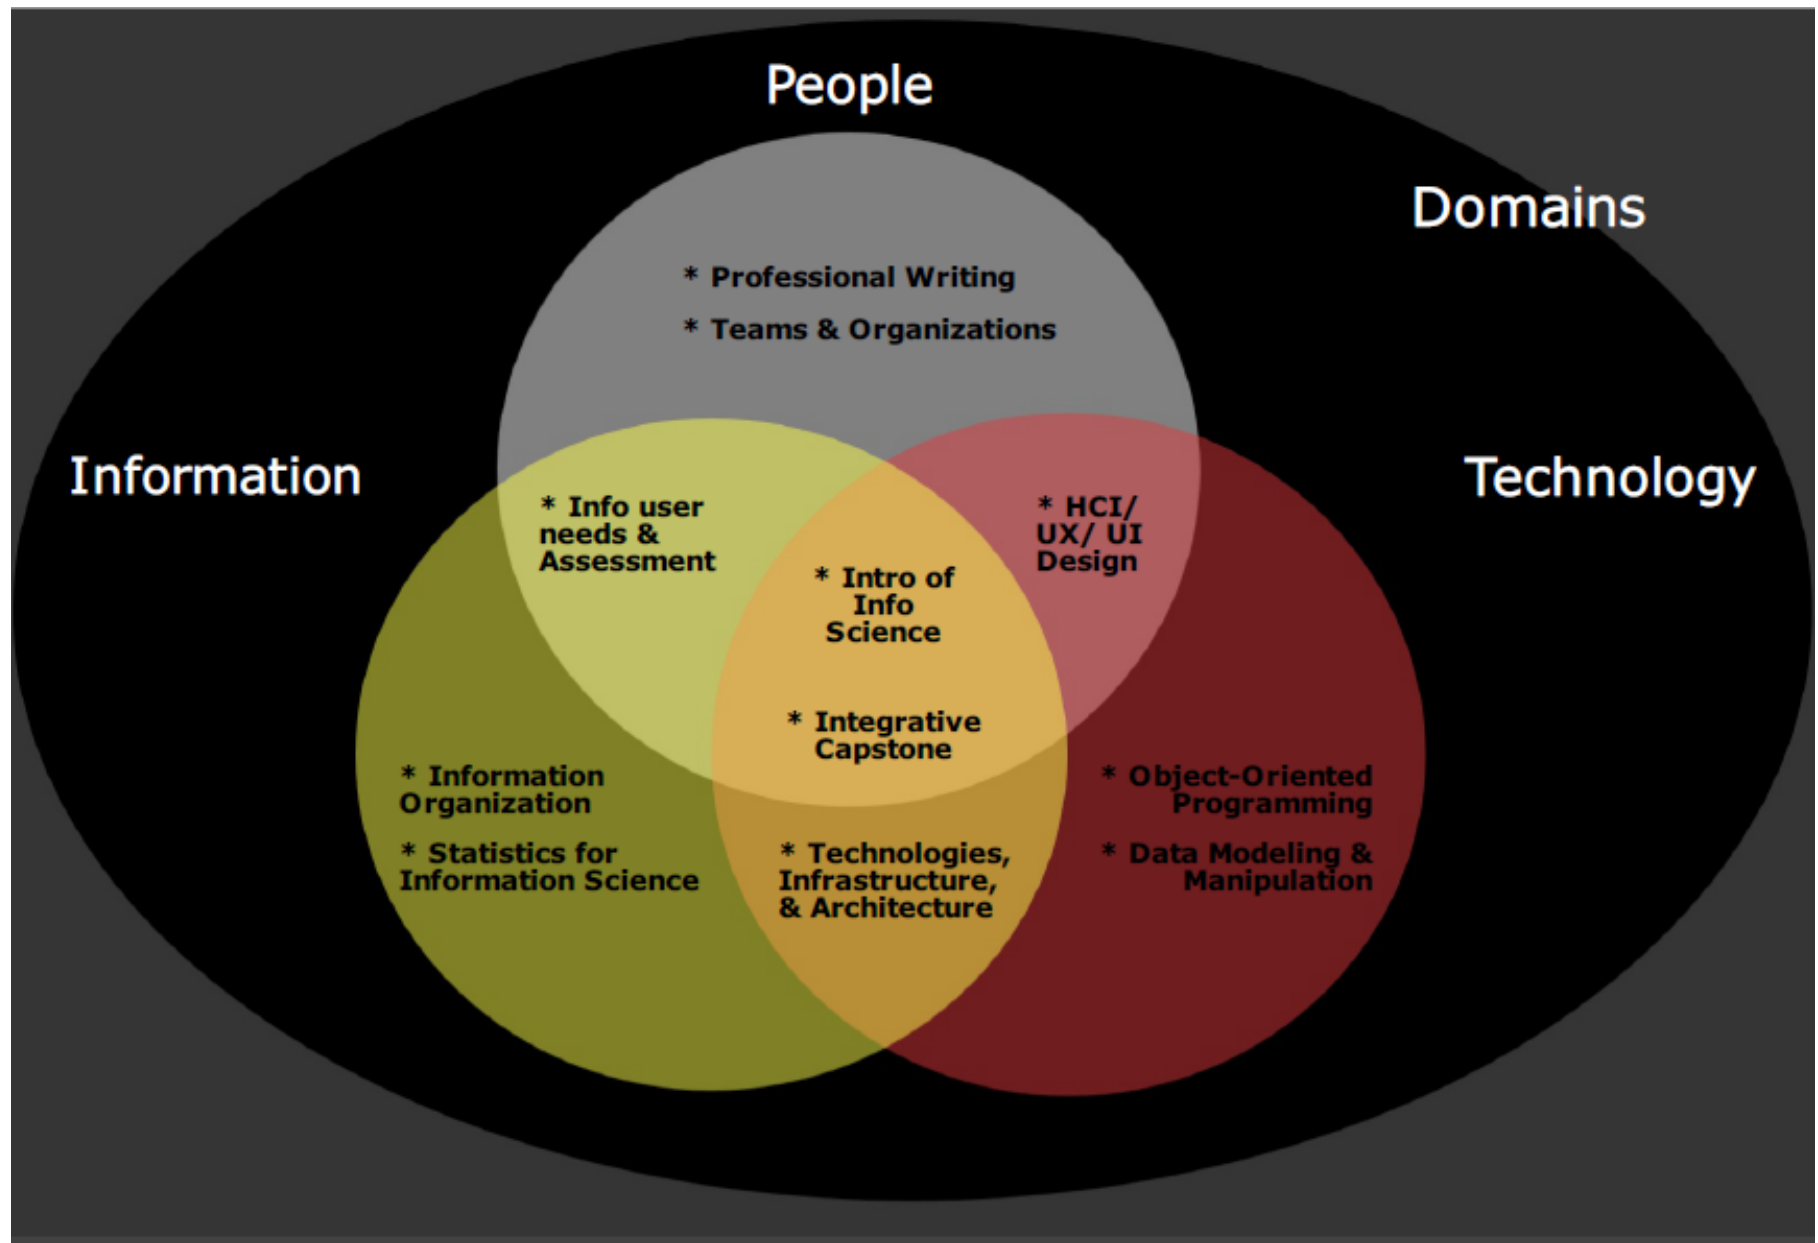 People
Domains
* Professional Writing
* Teams & Organizations
Information
Technology
* Info user
needs &
Assessment
* HCI/
UX/ UI
Design
* Intro of
Info
Science
* Integrative
Capstone
* Information
Organization
* Statistics for
Information Science
* Technologies,
Infrastructure,
& Architecture
* Object-Oriented
Programming
* Data Modeling &
Manipulation